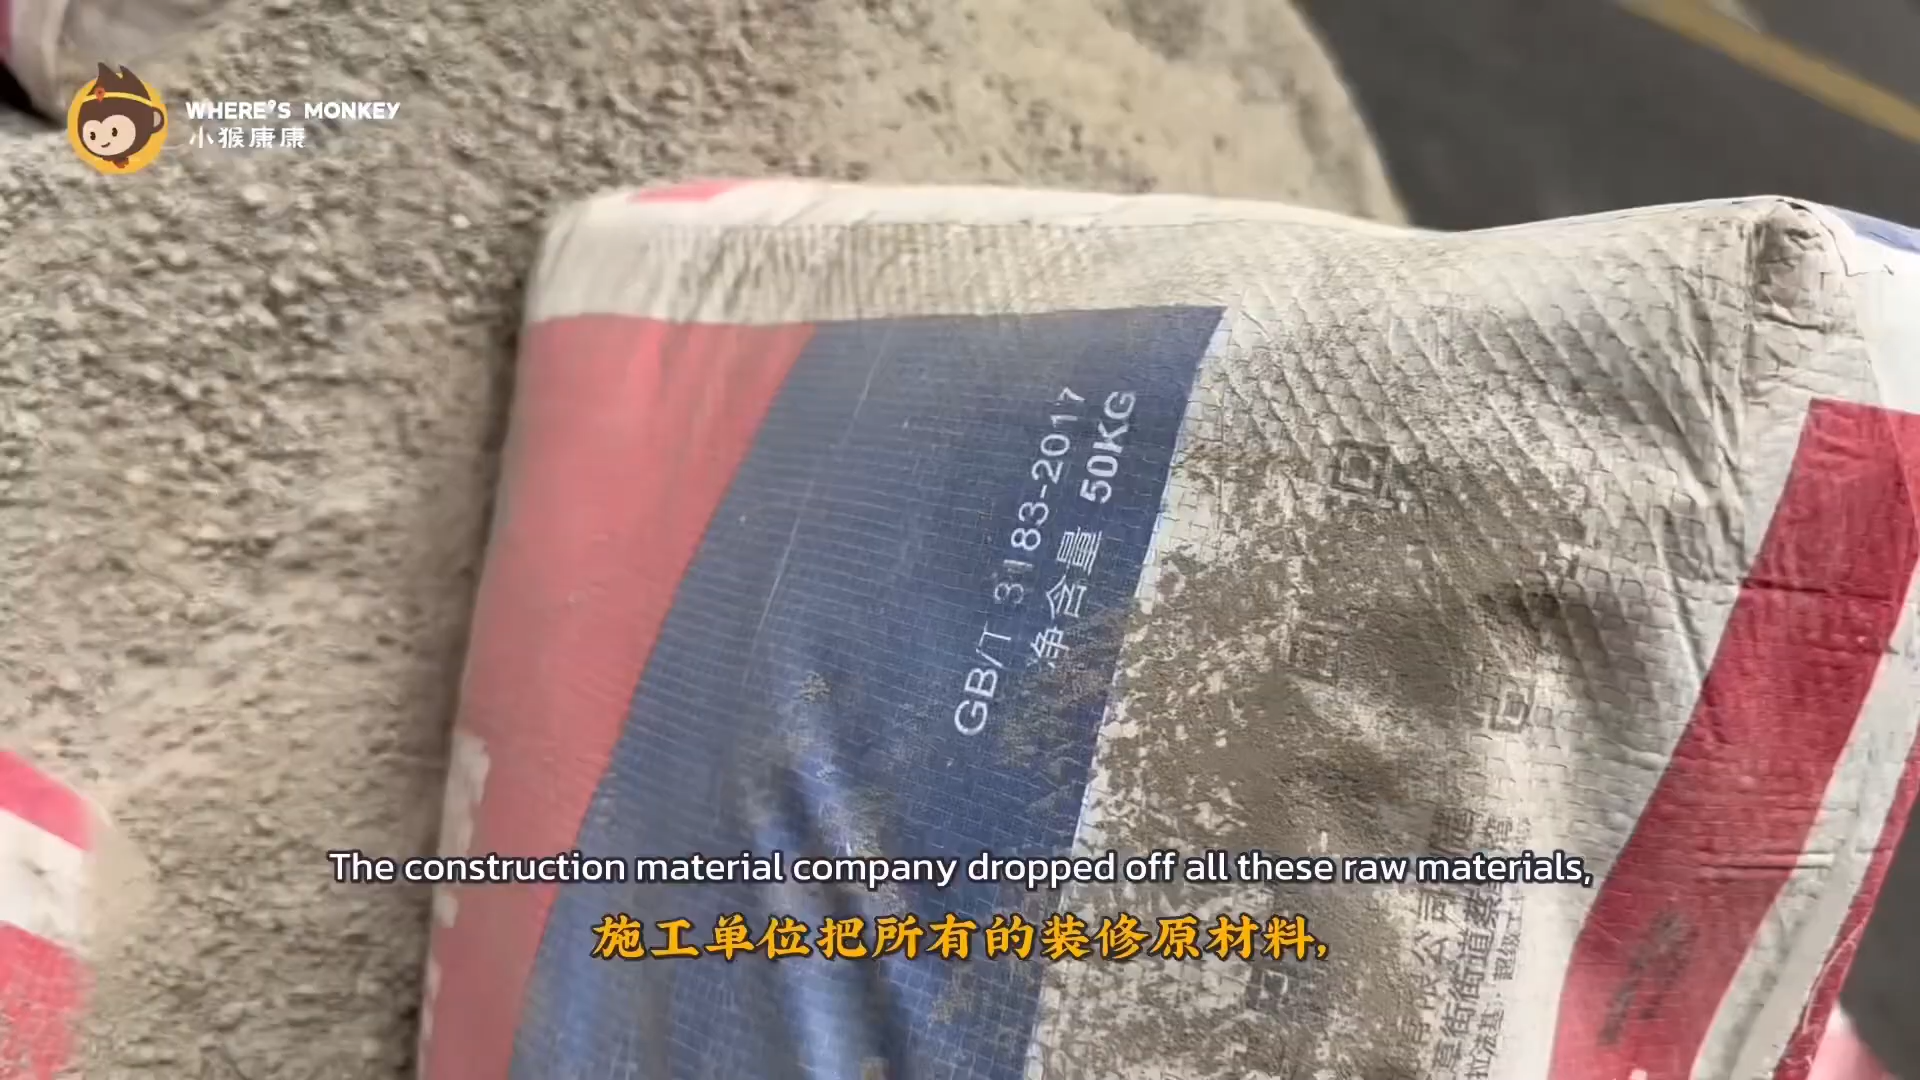 WHERE'S MONKEY
小猴康康
GB/T 3183-2017
净含量 50KG
The construction material company dropped off all these raw materials,
施工单位把所有的装修原材料,